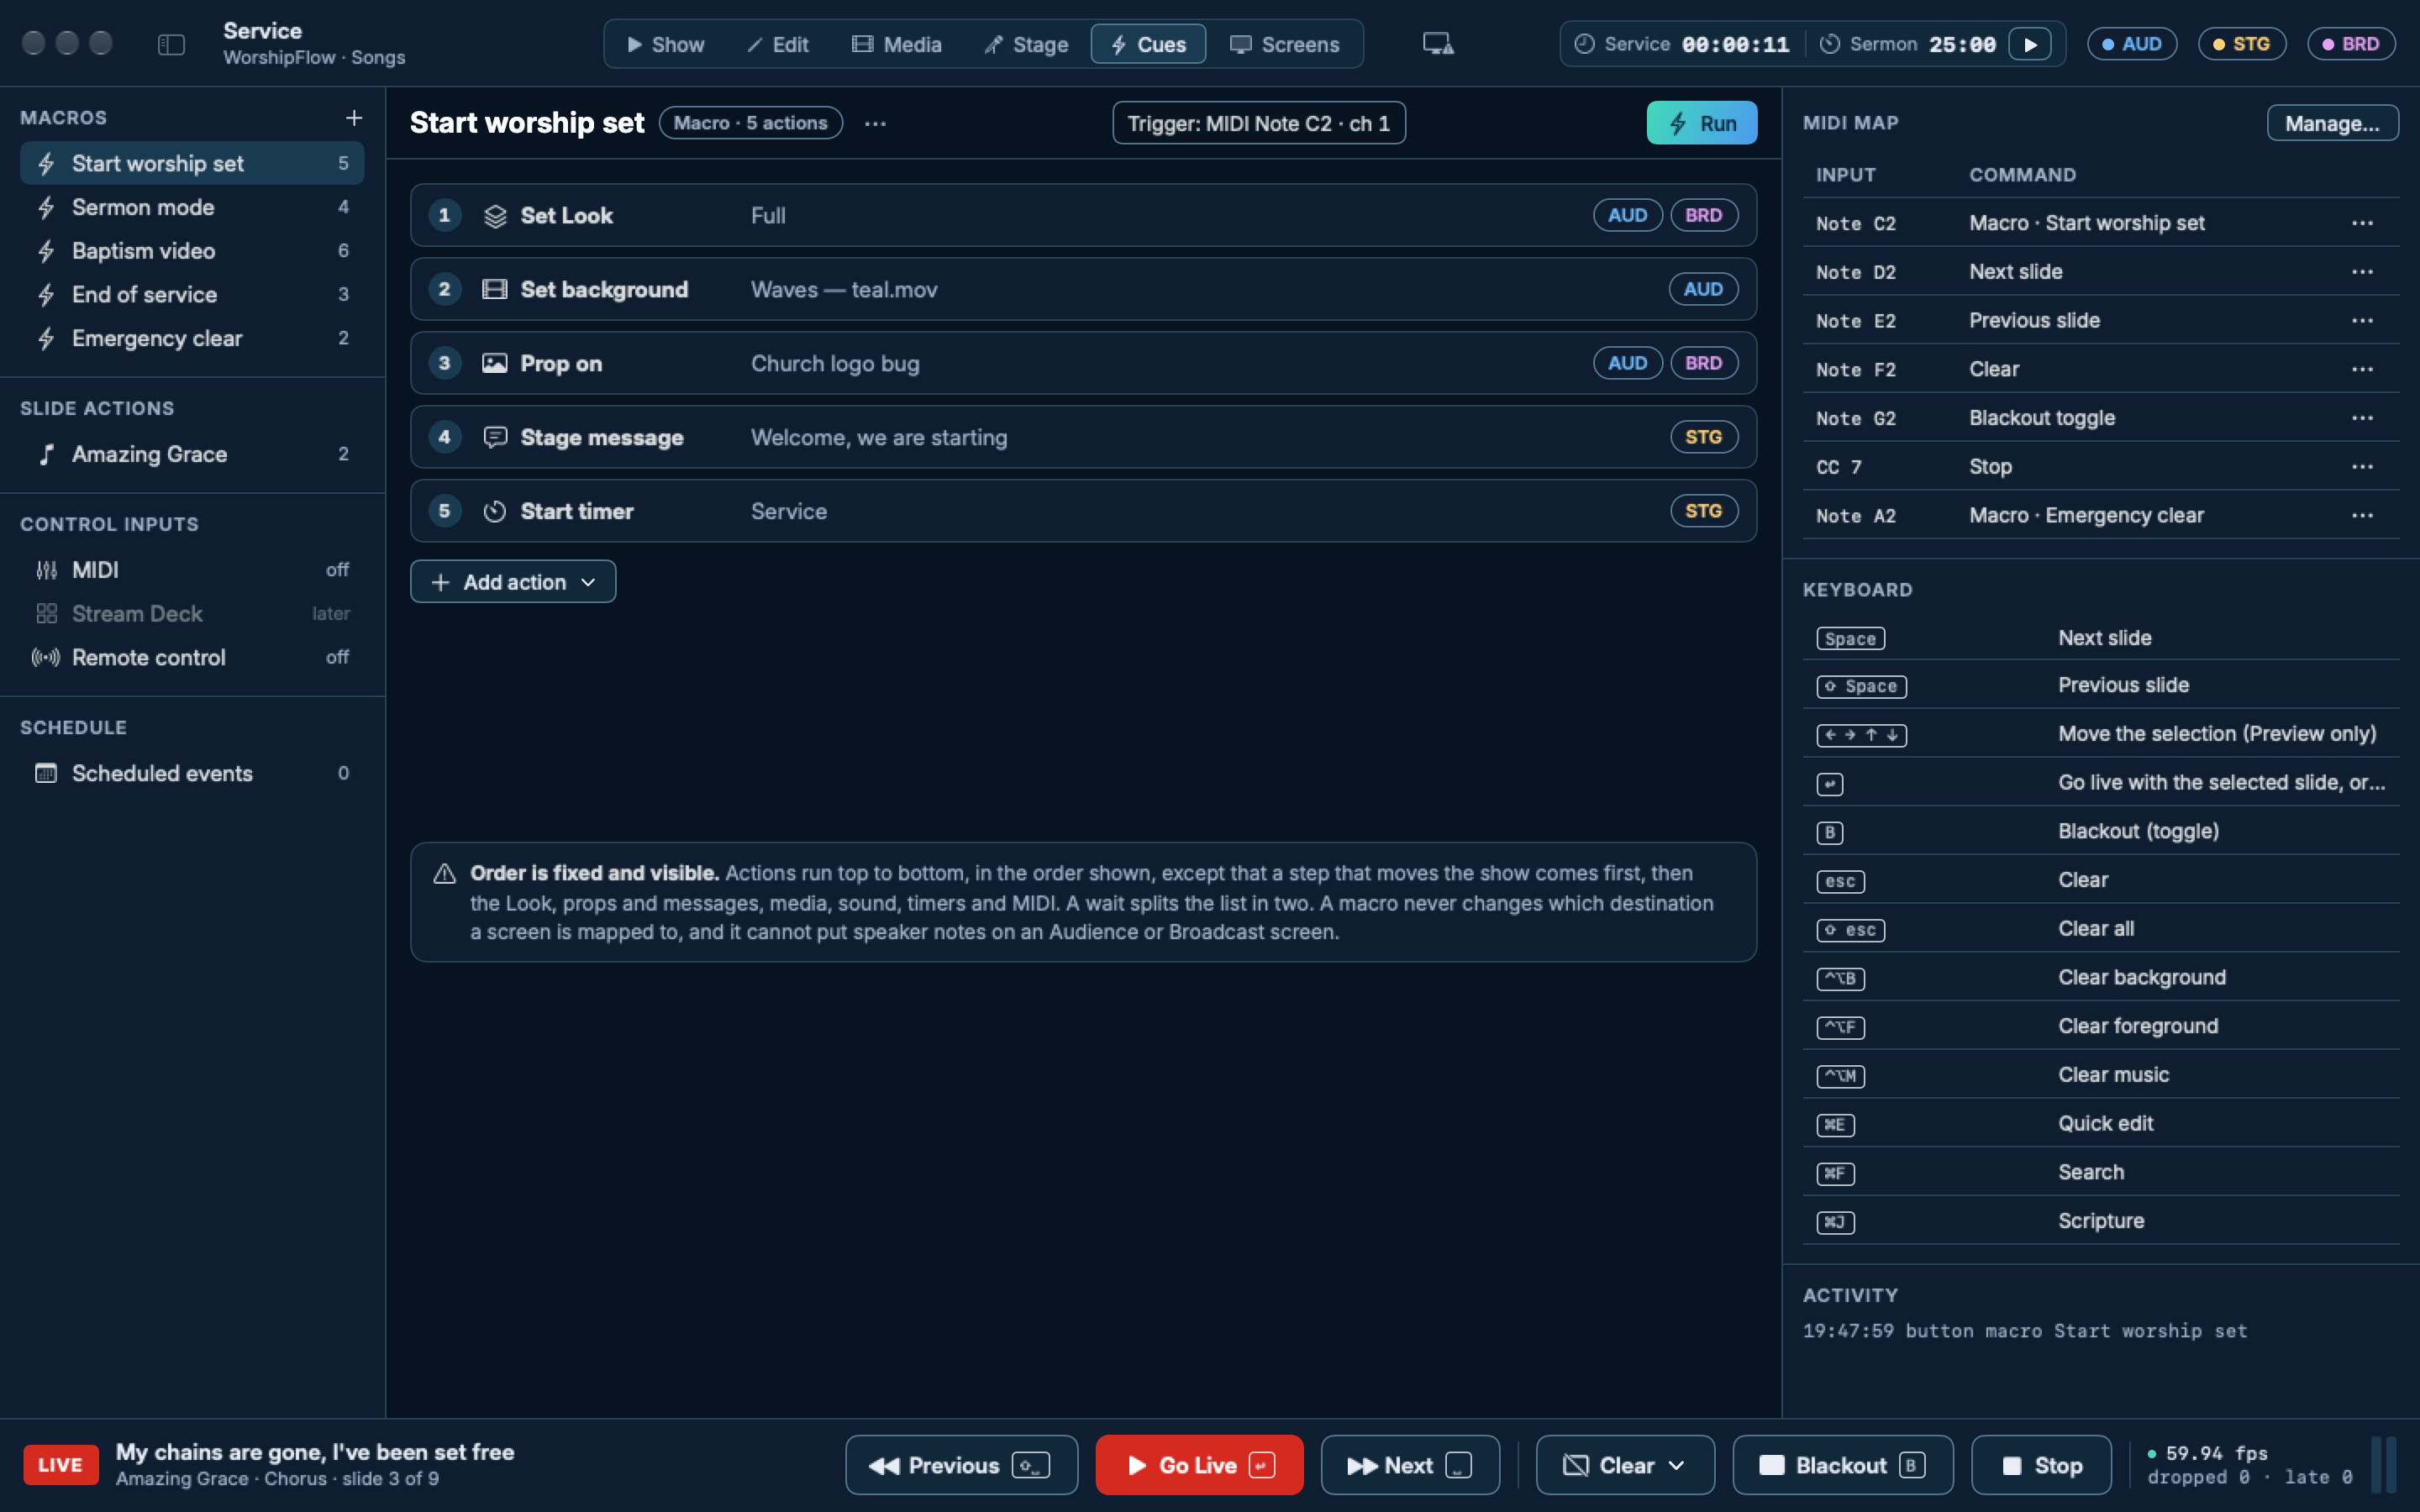 Service
WorshipFlow · Songs
Show
Edit
Media
Stage
Cues
Screens
Service 00:00:11
Sermon 25:00
AUD
STG
BRD
MACROS
Start worship set 5
Sermon mode 4
Baptism video 6
End of service 3
Emergency clear 2
SLIDE ACTIONS
Amazing Grace 2
CONTROL INPUTS
MIDI off
Stream Deck later
Remote control off
SCHEDULE
Scheduled events 0
Start worship set
Macro · 5 actions
Trigger: MIDI Note C2 · ch 1
Run
1 Set Look Full AUD BRD
2 Set background Waves — teal.mov AUD
3 Prop on Church logo bug AUD BRD
4 Stage message Welcome, we are starting STG
5 Start timer Service STG
+ Add action
Order is fixed and visible. Actions run top to bottom, in the order shown, except that a step that moves the show comes first, then
the Look, props and messages, media, sound, timers and MIDI. A wait splits the list in two. A macro never changes which destination
a screen is mapped to, and it cannot put speaker notes on an Audience or Broadcast screen.
MIDI MAP
Manage...
INPUT COMMAND
Note C2 Macro · Start worship set
Note D2 Next slide
Note E2 Previous slide
Note F2 Clear
Note G2 Blackout toggle
CC 7 Stop
Note A2 Macro · Emergency clear
KEYBOARD
Space Next slide
⇧ Space Previous slide
← → ↑ ↓ Move the selection (Preview only)
↩ Go live with the selected slide, or...
B Blackout (toggle)
esc Clear
⇧ esc Clear all
^⌥B Clear background
^⌥F Clear foreground
^⌥M Clear music
⌘E Quick edit
⌘F Search
⌘J Scripture
ACTIVITY
19:47:59 button macro Start worship set
LIVE
My chains are gone, I've been set free
Amazing Grace · Chorus · slide 3 of 9
Previous ⇧␣
Go Live ↩
Next ␣
Clear
Blackout B
Stop
59.94 fps
dropped 0 · late 0